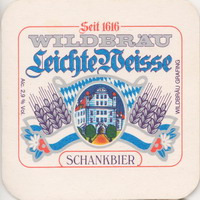 Seit 1616
WILDBRÄU
Leichte Weisse
Alc. 2,9 % Vol.
WILDBRÄU GRAFING
SCHANKBIER